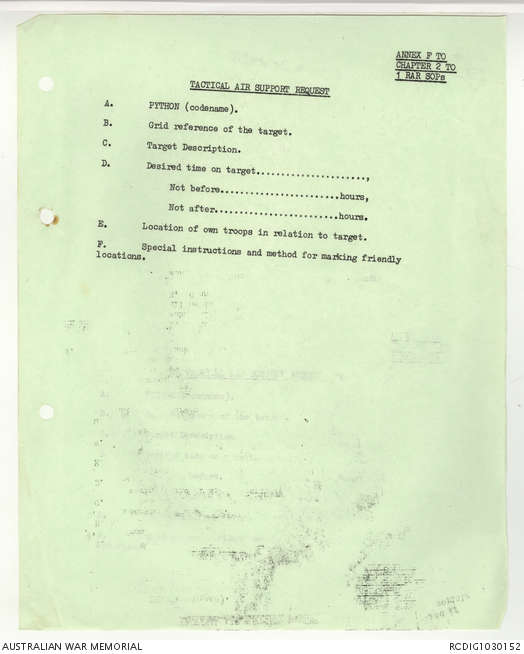 ANNEX F TO
CHAPTER 2 TO
1 RAR SOPs
TACTICAL AIR SUPPORT REQUEST
A. PYTHON (codename).
B. Grid reference of the target.
C. Target Description.
D. Desired time on target.....................,
Not before.......................hours,
Not after........................hours.
E. Location of own troops in relation to target.
F. Special instructions and method for marking friendly
locations.
AUSTRALIAN WAR MEMORIAL
RCDIG1030152